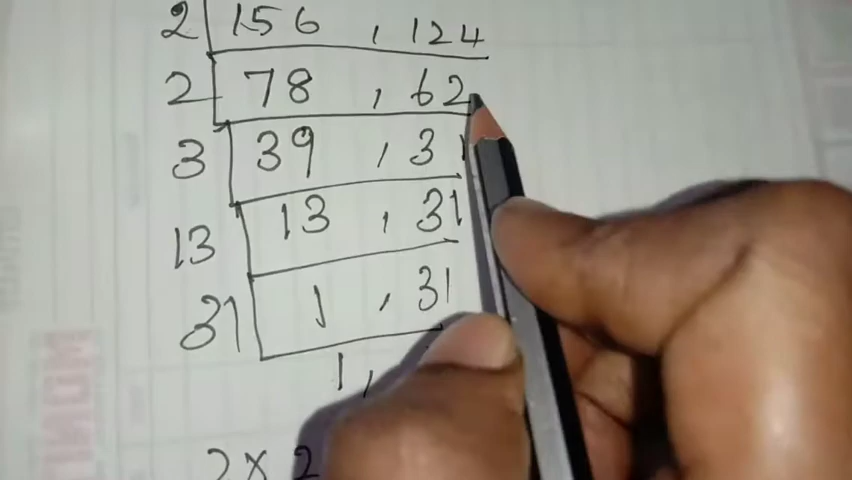 2 156 , 124
2 78 , 62
3 39 , 31
13 13 , 31
31 1 , 31
1 ,
2 × 2